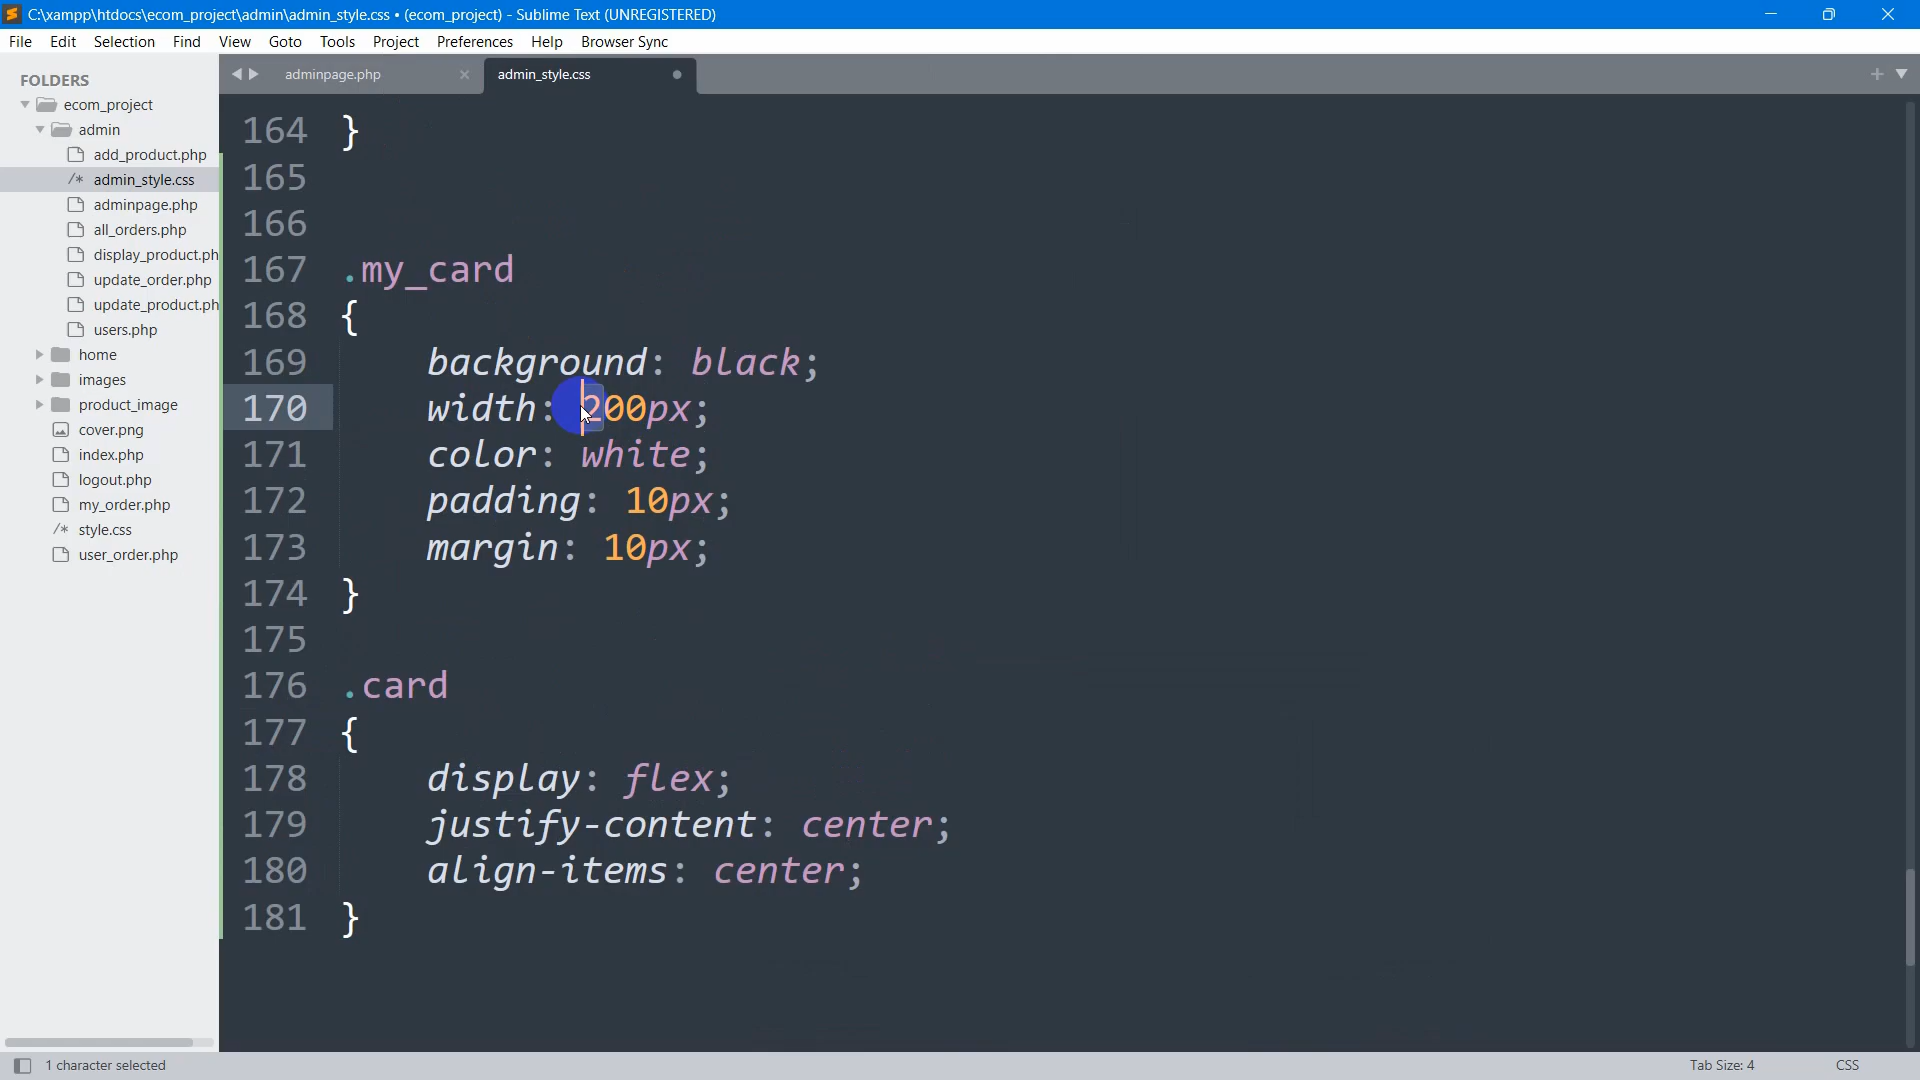 C:\xampp\htdocs\ecom_project\admin\admin_style.css • (ecom_project) - Sublime Text (UNREGISTERED)
File Edit Selection Find View Goto Tools Project Preferences Help Browser Sync
FOLDERS
ecom_project
admin
add_product.php
/* admin_style.css
adminpage.php
all_orders.php
display_product.ph
update_order.php
update_product.ph
users.php
home
images
product_image
cover.png
index.php
logout.php
my_order.php
/* style.css
user_order.php
adminpage.php
admin_style.css
164 }
165
166
167 .my_card
168 {
169 background: black;
170 width: 200px;
171 color: white;
172 padding: 10px;
173 margin: 10px;
174 }
175
176 .card
177 {
178 display: flex;
179 justify-content: center;
180 align-items: center;
181 }
1 character selected
Tab Size: 4
CSS